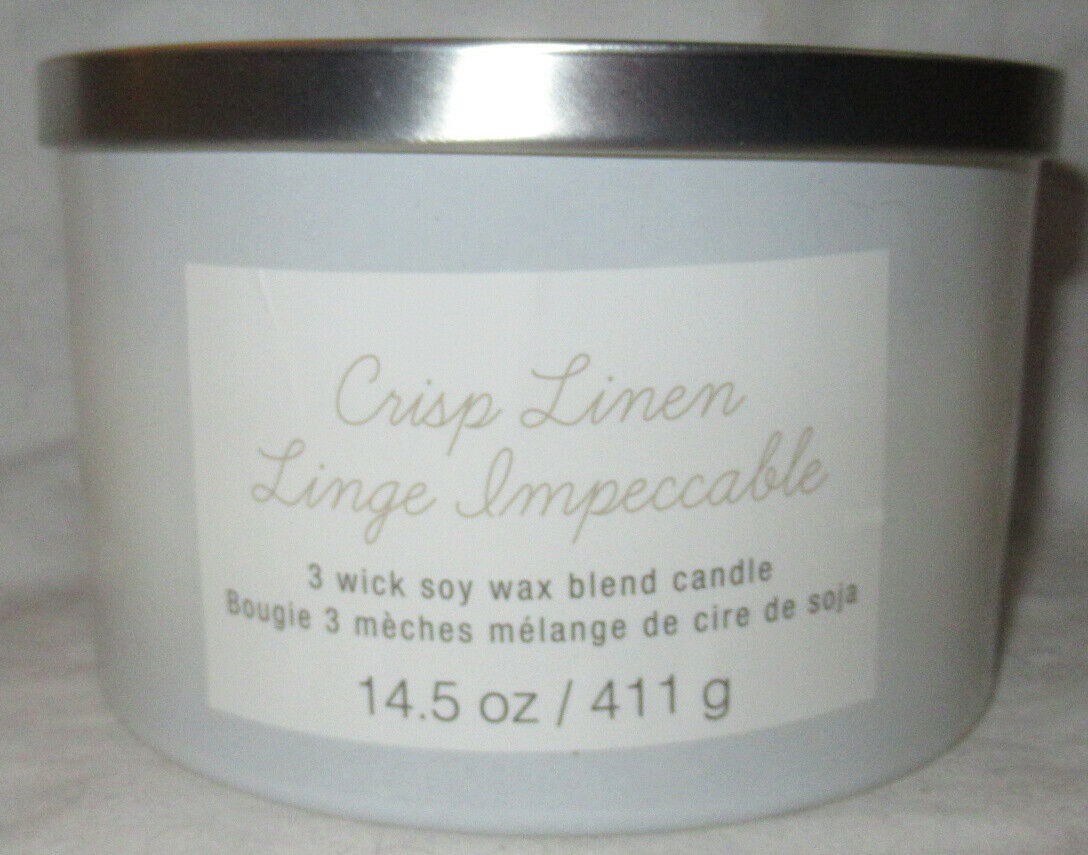 Crisp Linen
Linge Impeccable
3 wick soy wax blend candle
Bougie 3 mèches mélange de cire de soja
14.5 oz / 411 g